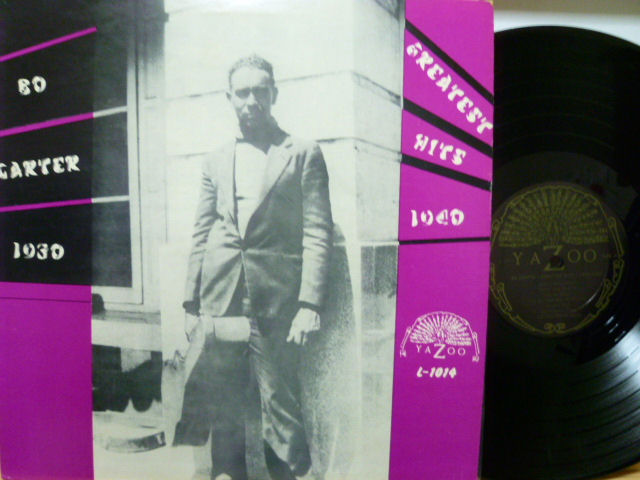 BO
CARTER
1930
GREATEST
HITS
1940
YAZOO
L-1014
YAZOO